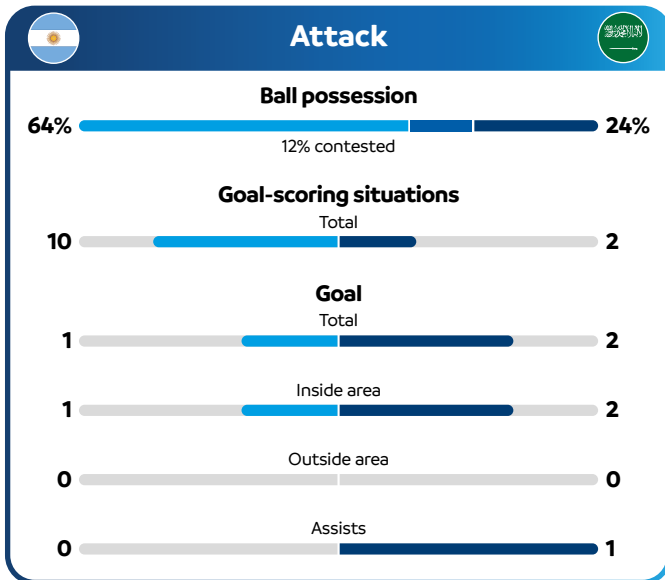 Attack
Ball possession
64% 24%
12% contested
Goal-scoring situations
Total
10 2
Goal
Total
1 2
Inside area
1 2
Outside area
0 0
Assists
0 1